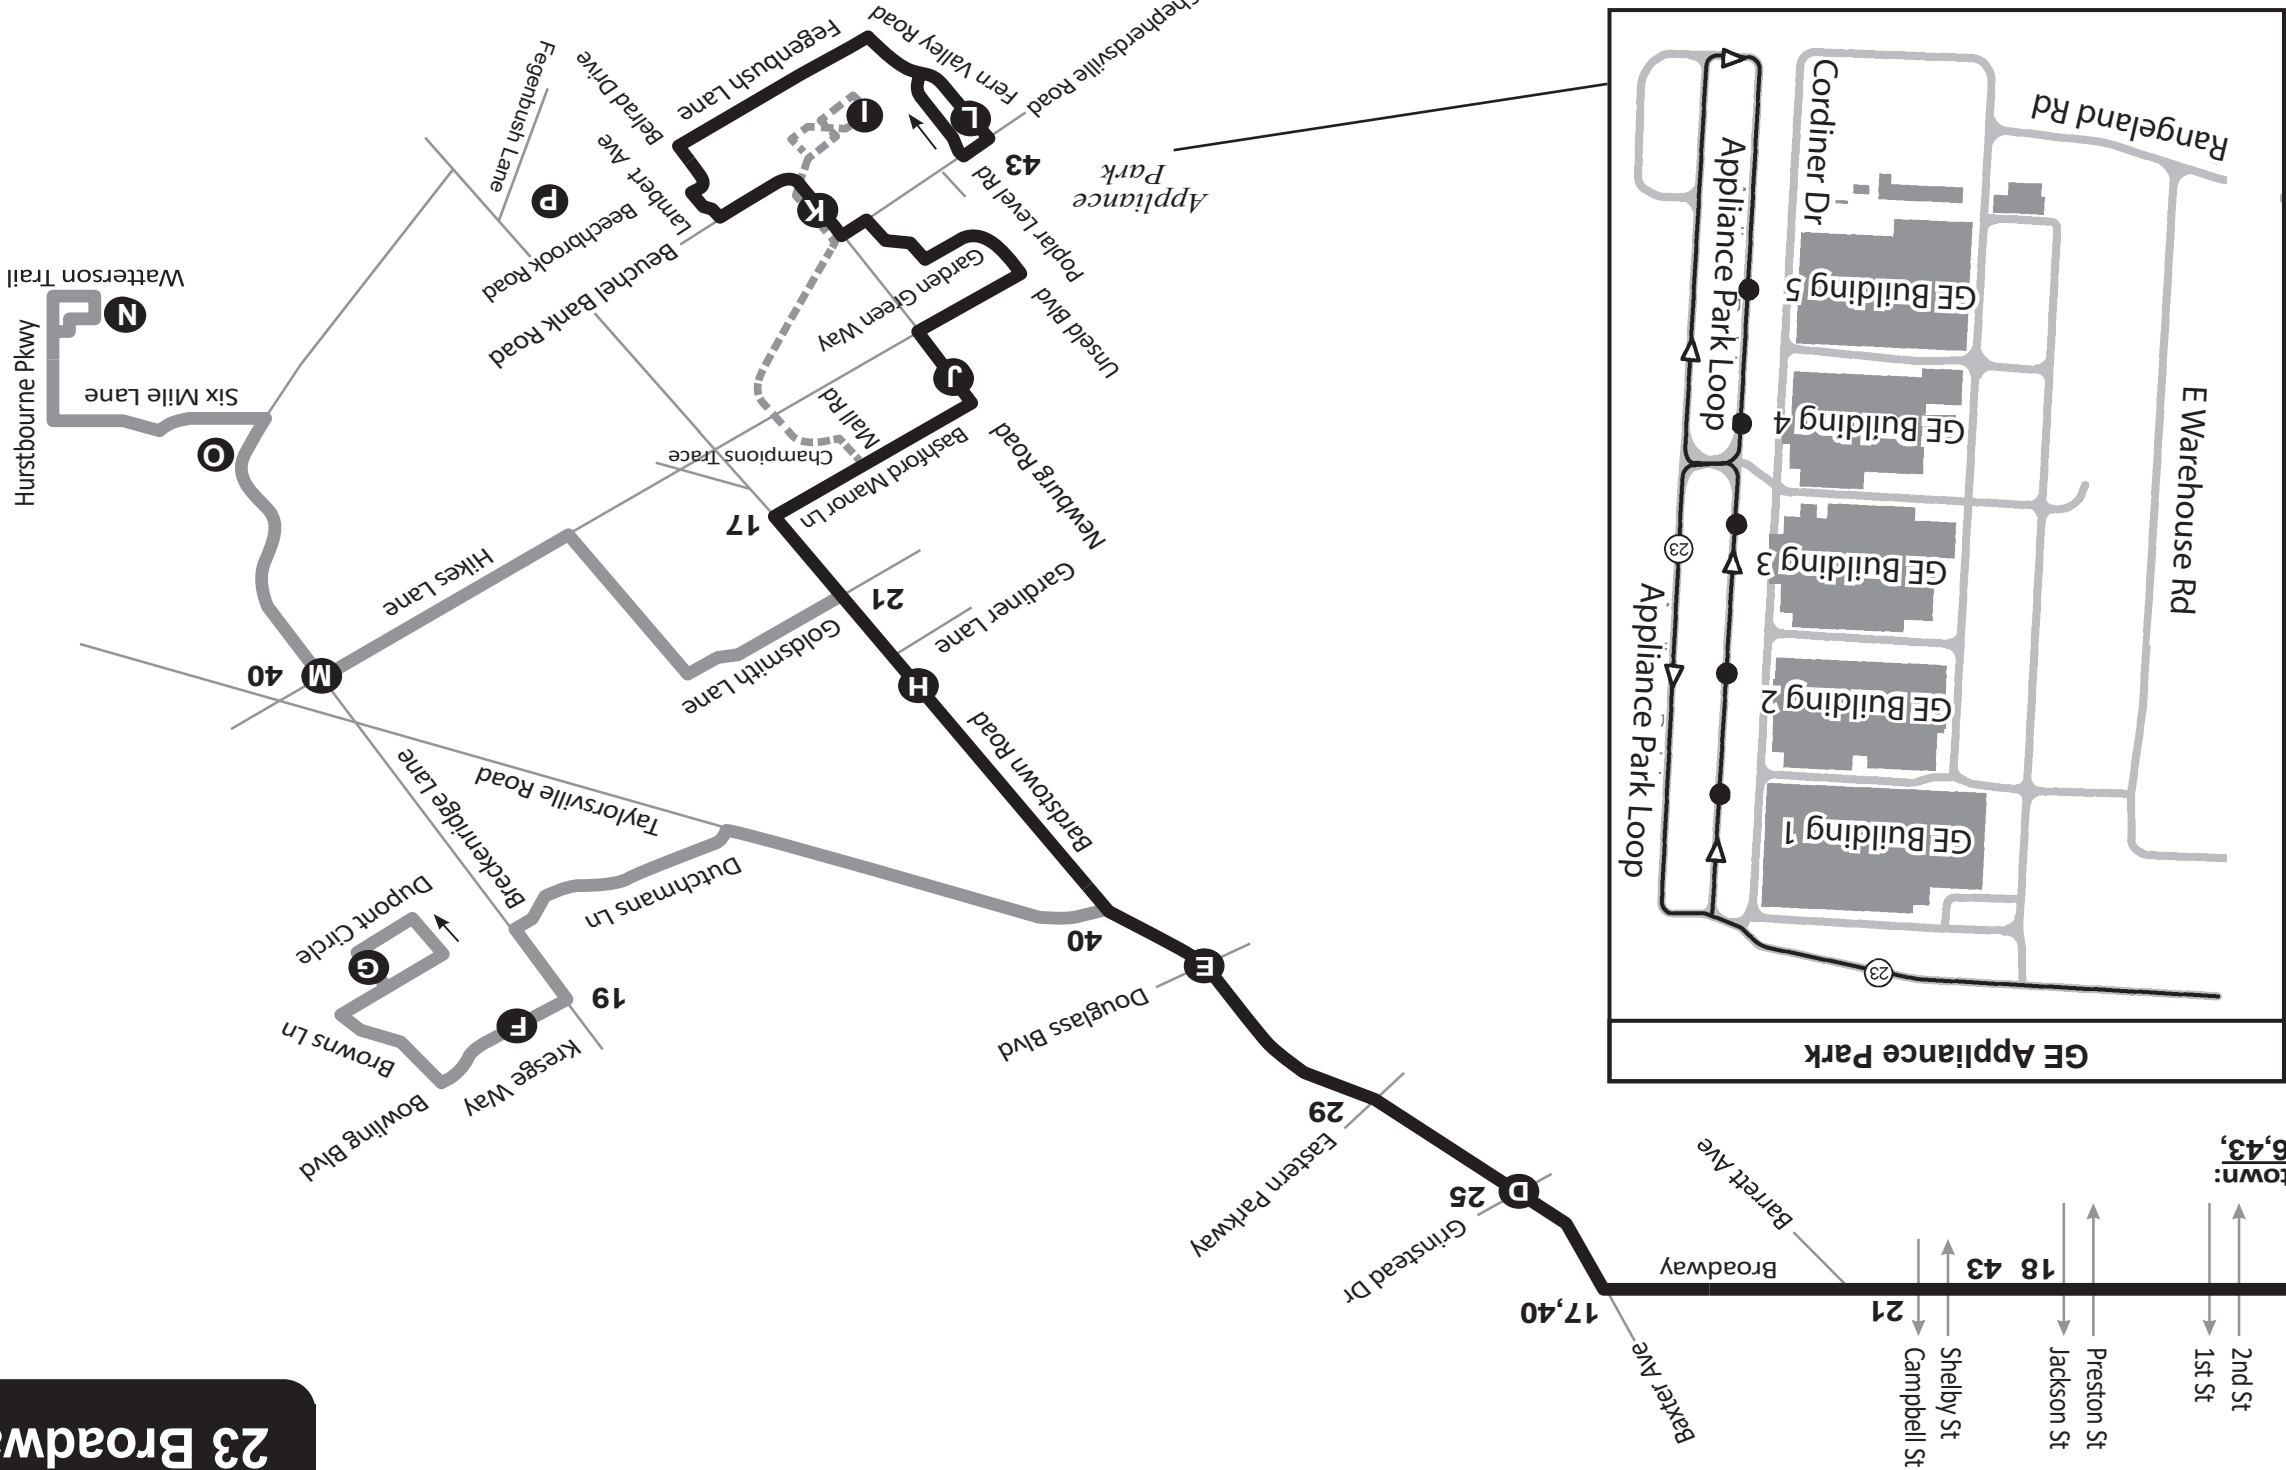 23 Broadwa
2nd St
1st St
Preston St
Jackson St
Shelby St
Campbell St
Baxter Ave
21
17,40
18
43
Broadway
Barrett Ave
town:
6,43,
Grinstead Dr
25
D
Eastern Parkway
29
Douglass Blvd
E
40
Bardstown Road
Taylorsville Road
Dutchmans Ln
Breckenridge Lane
19
Kresge Way
F
Bowling Blvd
Browns Ln
G
Dupont Circle
H
Gardiner Lane
21
Goldsmith Lane
Hikes Lane
M
40
17
Bashford Manor Ln
Champions Trace
Mall Rd
Newburg Road
J
Unseld Blvd
Garden Green Way
Poplar Level Rd
O
Six Mile Lane
Hurstbourne Pkwy
N
Watterson Trail
Beuchel Bank Road
Beechbrook Road
P
Fegenbush Lane
K
Lambert Ave
Belrad Drive
Fegenbush Lane
I
L
43
Fern Valley Road
Shepherdsville Road
Appliance
Park
GE Appliance Park
23
GE Building 1
GE Building 2
GE Building 3
GE Building 4
GE Building 5
23
Appliance Park Loop
Appliance Park Loop
Cordiner Dr
E Warehouse Rd
Rangeland Rd